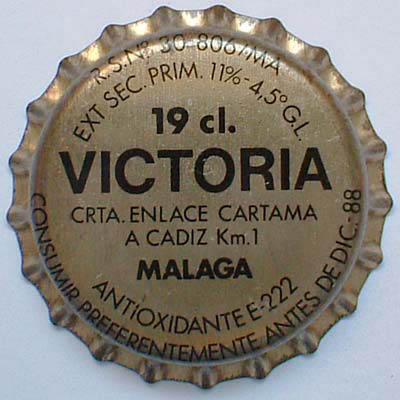 R.S.Nº. 30-8067/MA
EXT SEC. PRIM. 11%-4,5º G.L.
19 cl.
VICTORIA
CRTA. ENLACE CARTAMA
A CADIZ Km.1
MALAGA
ANTiOXIDANTE E-222
CONSUMIR PREFERENTEMENTE ANTES DE DIC. 88